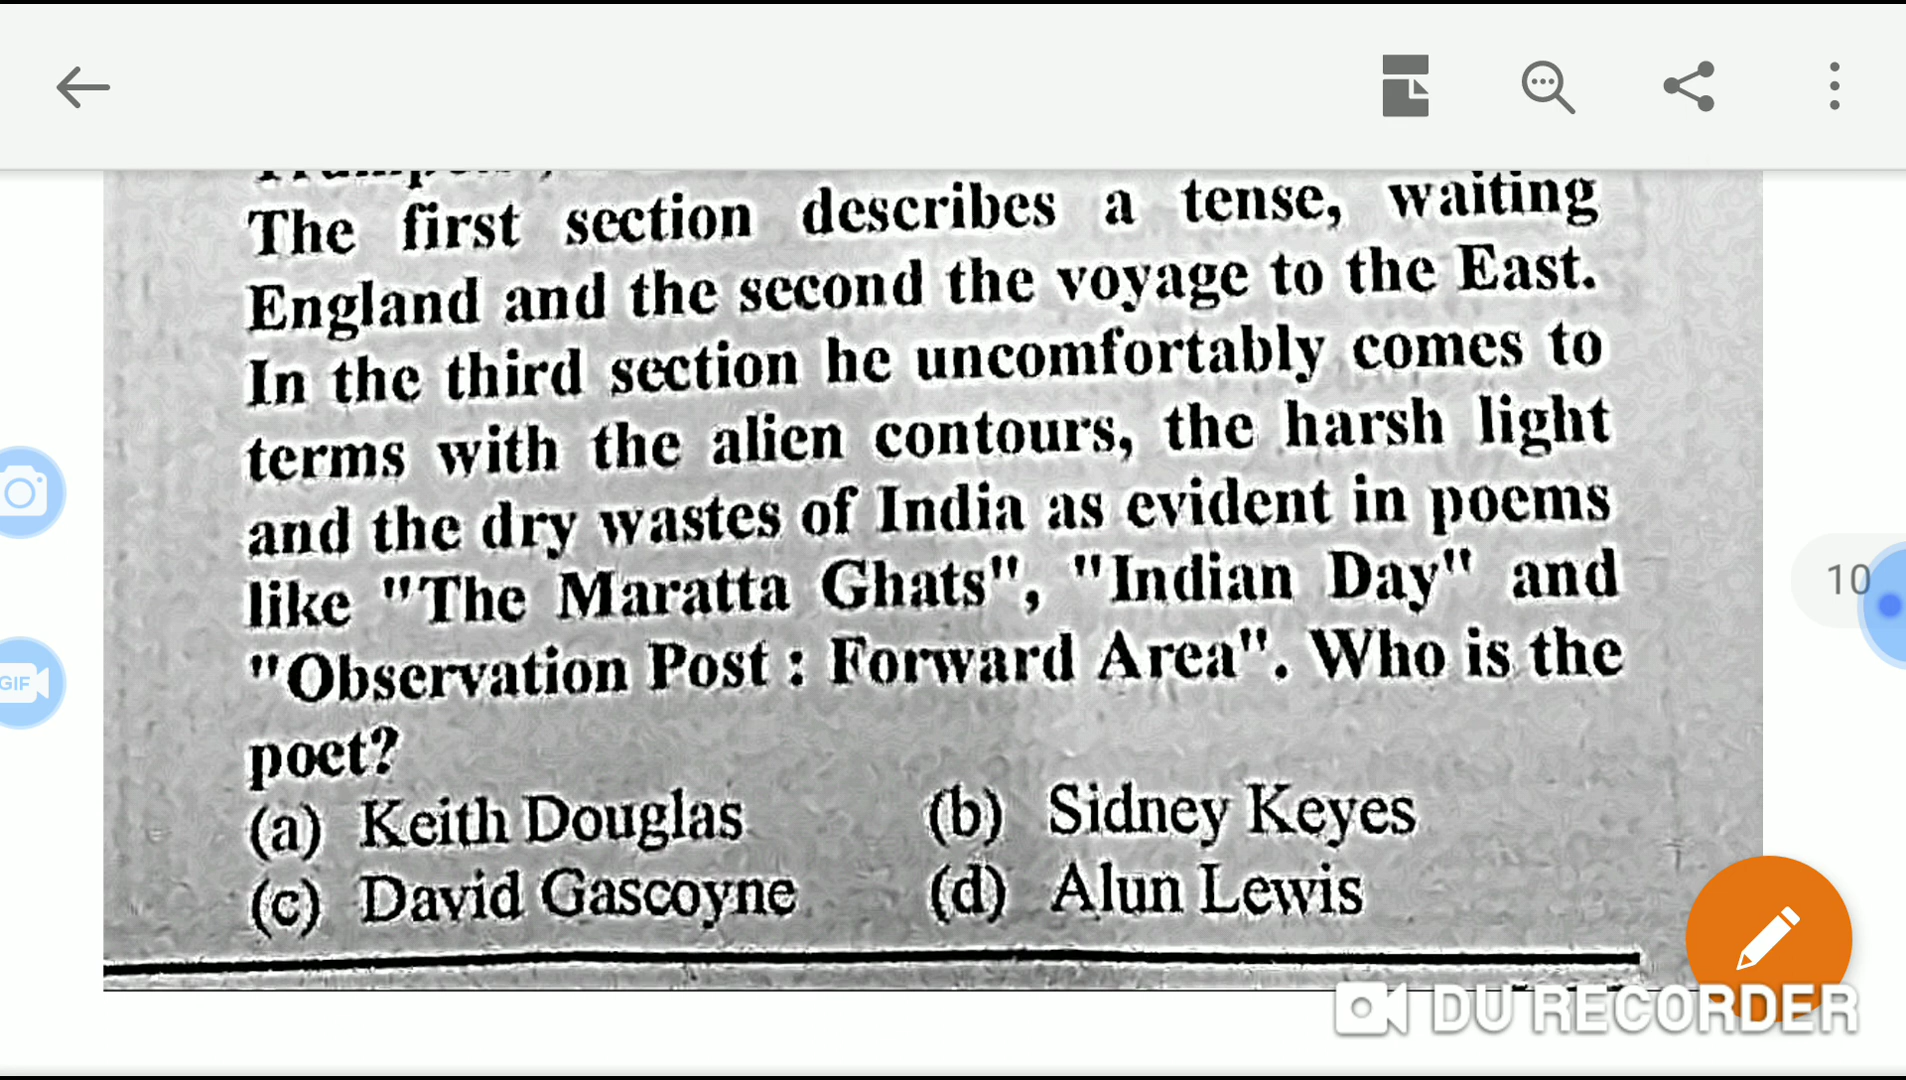 The first section describes a tense, waiting
England and the second the voyage to the East.
In the third section he uncomfortably comes to
terms with the alien contours, the harsh light
and the dry wastes of India as evident in poems
like "The Maratta Ghats", "Indian Day" and
"Observation Post : Forward Area". Who is the
poet?
(a) Keith Douglas (b) Sidney Keyes
(c) David Gascoyne (d) Alun Lewis
10
GIF
DU RECORDER